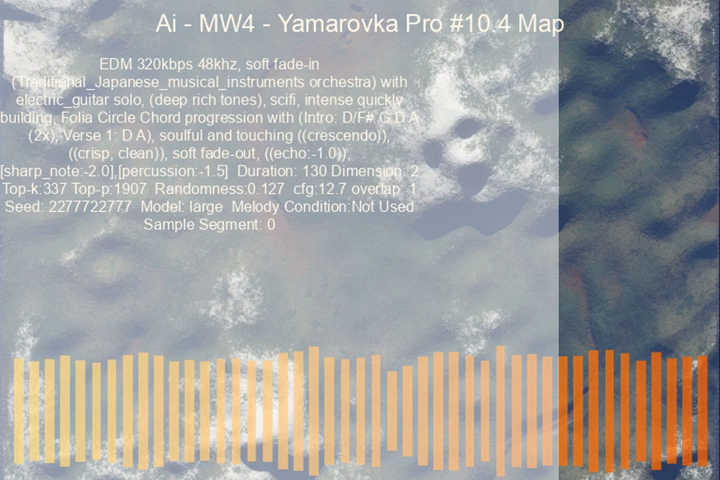 Ai - MW4 - Yamarovka Pro #10.4 Map
EDM 320kbps 48khz, soft fade-in
(Traditional_Japanese_musical_instruments orchestra) with
electric_guitar solo, (deep rich tones), scifi, intense quickly
building, Folia Circle Chord progression with (Intro: D/F# G D A
(2x), Verse 1: D A), soulful and touching ((crescendo)),
((crisp, clean)), soft fade-out, ((echo:-1.0)),
[sharp_note:-2.0],[percussion:-1.5] Duration: 130 Dimension: 2
Top-k:337 Top-p:1907 Randomness:0.127 cfg:12.7 overlap: 1
Seed: 2277722777 Model: large Melody Condition:Not Used
Sample Segment: 0